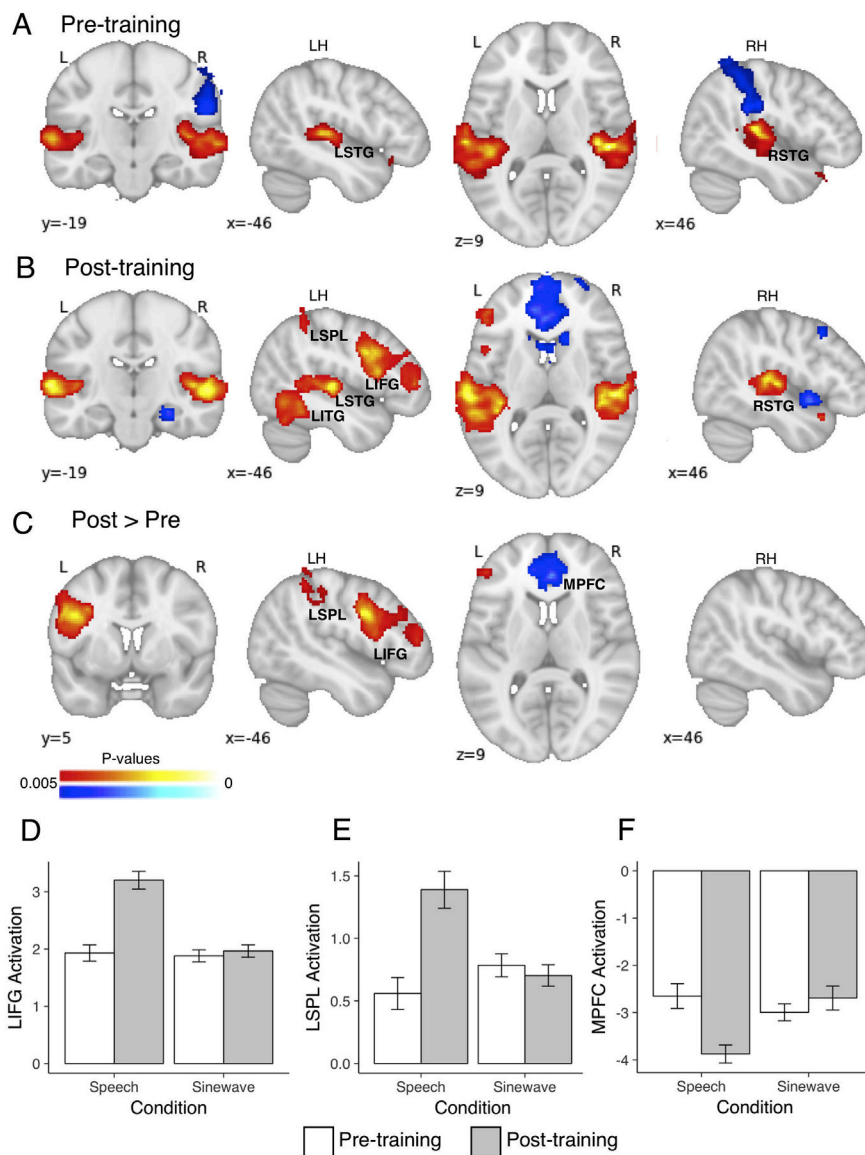 A Pre-training
L R LH L R RH
LSTG RSTG
y=-19 x=-46 z=9 x=46
B Post-training
L R LH L R RH
LSPL
LIFG
LSTG RSTG
LITG
y=-19 x=-46 z=9 x=46
C Post > Pre
L R LH L R RH
LSPL MPFC
LIFG
y=5 x=-46 z=9 x=46
P-values
0.005 0
D E F
LIFG Activation
3
2
1
0
Speech Sinewave
Condition
LSPL Activation
1.5
1.0
0.5
0.0
Speech Sinewave
Condition
MPFC Activation
0
-1
-2
-3
-4
Speech Sinewave
Condition
Pre-training Post-training